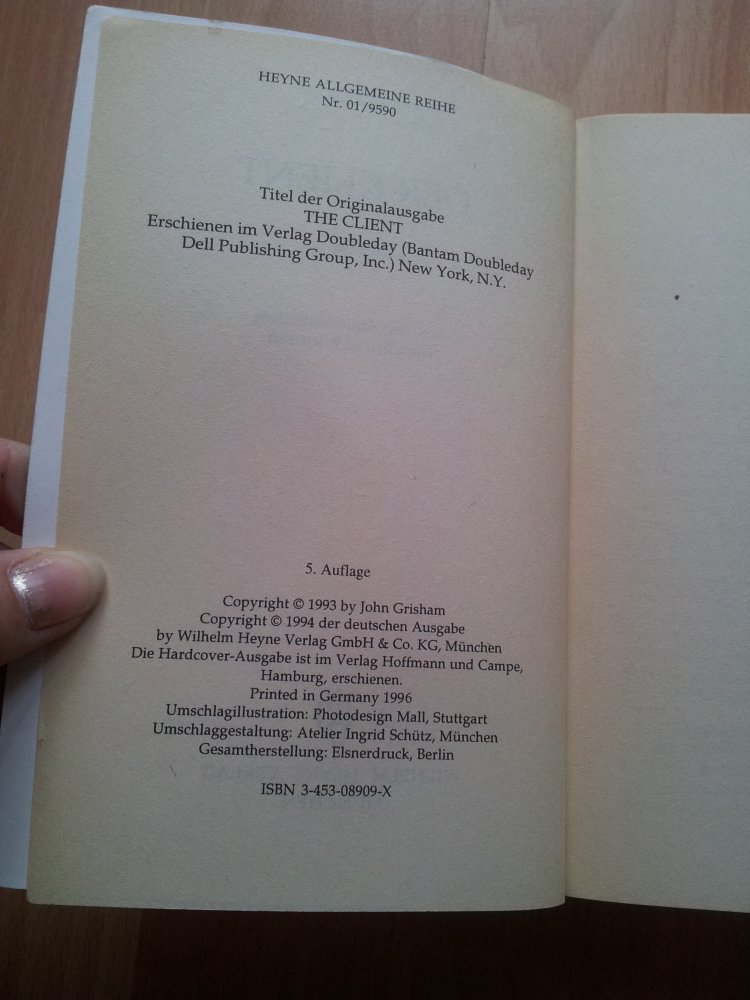 HEYNE ALLGEMEINE REIHE
Nr. 01/9590
Titel der Originalausgabe
THE CLIENT
Erschienen im Verlag Doubleday (Bantam Doubleday
Dell Publishing Group, Inc.) New York, N.Y.
5. Auflage
Copyright © 1993 by John Grisham
Copyright © 1994 der deutschen Ausgabe
by Wilhelm Heyne Verlag GmbH & Co. KG, München
Die Hardcover-Ausgabe ist im Verlag Hoffmann und Campe,
Hamburg, erschienen.
Printed in Germany 1996
Umschlagillustration: Photodesign Mall, Stuttgart
Umschlaggestaltung: Atelier Ingrid Schütz, München
Gesamtherstellung: Elsnerdruck, Berlin
ISBN 3-453-08909-X